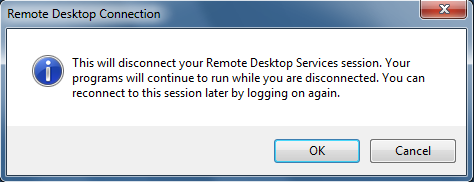 Remote Desktop Connection
This will disconnect your Remote Desktop Services session. Your
programs will continue to run while you are disconnected. You can
reconnect to this session later by logging on again.
OK
Cancel